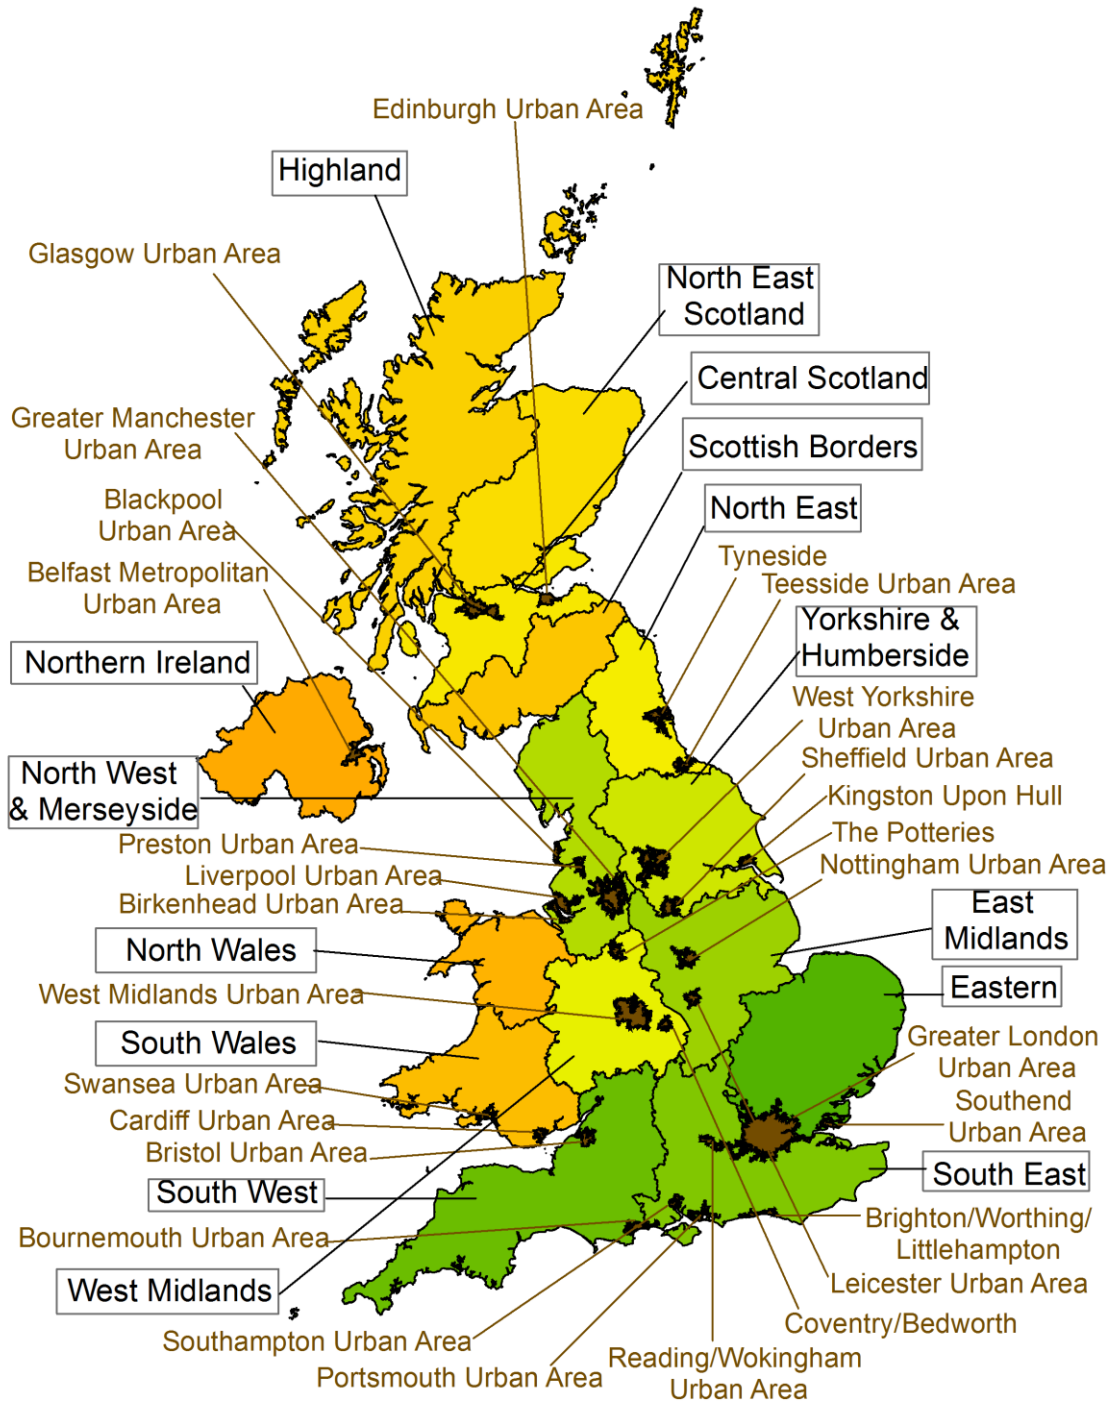 Edinburgh Urban Area
Highland
Glasgow Urban Area
North East
Scotland
Central Scotland
Greater Manchester
Urban Area
Scottish Borders
Blackpool
Urban Area
North East
Tyneside
Belfast Metropolitan
Urban Area
Teesside Urban Area
Yorkshire &
Humberside
Northern Ireland
West Yorkshire
Urban Area
North West
& Merseyside
Sheffield Urban Area
Kingston Upon Hull
The Potteries
Preston Urban Area
Nottingham Urban Area
Liverpool Urban Area
Birkenhead Urban Area
East
Midlands
North Wales
West Midlands Urban Area
Eastern
South Wales
Greater London
Urban Area
Swansea Urban Area
Southend
Urban Area
Cardiff Urban Area
Bristol Urban Area
South East
South West
Brighton/Worthing/
Littlehampton
Bournemouth Urban Area
West Midlands
Leicester Urban Area
Coventry/Bedworth
Southampton Urban Area
Reading/Wokingham
Urban Area
Portsmouth Urban Area